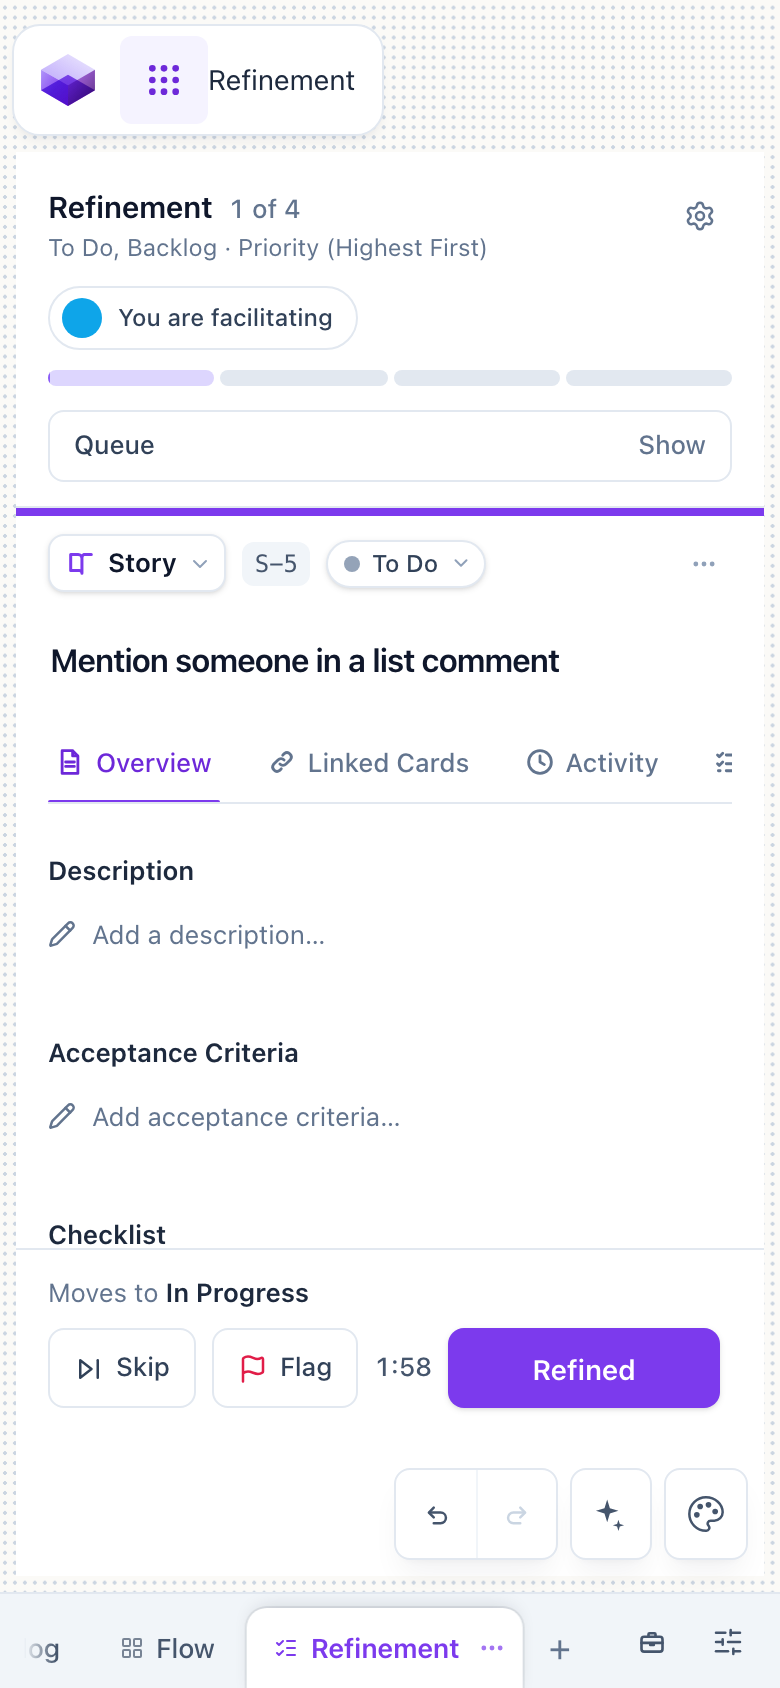 Refinement
Refinement 1 of 4
To Do, Backlog · Priority (Highest First)
You are facilitating
Queue Show
Story S–5 To Do
Mention someone in a list comment
Overview Linked Cards Activity
Description
Add a description...
Acceptance Criteria
Add acceptance criteria...
Checklist
Moves to In Progress
Skip Flag 1:58 Refined
og Flow Refinement